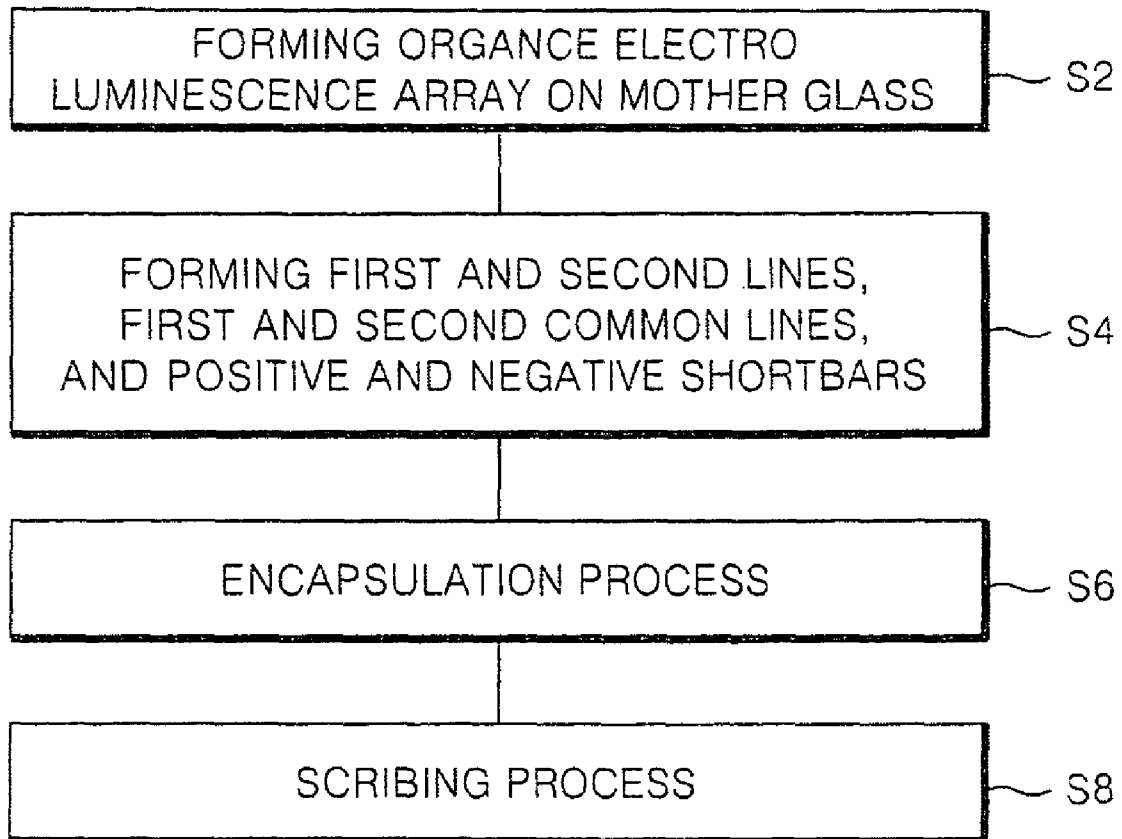 FORMING ORGANCE ELECTRO
LUMINESCENCE ARRAY ON MOTHER GLASS
S2
FORMING FIRST AND SECOND LINES,
FIRST AND SECOND COMMON LINES,
AND POSITIVE AND NEGATIVE SHORTBARS
S4
ENCAPSULATION PROCESS
S6
SCRIBING PROCESS
S8